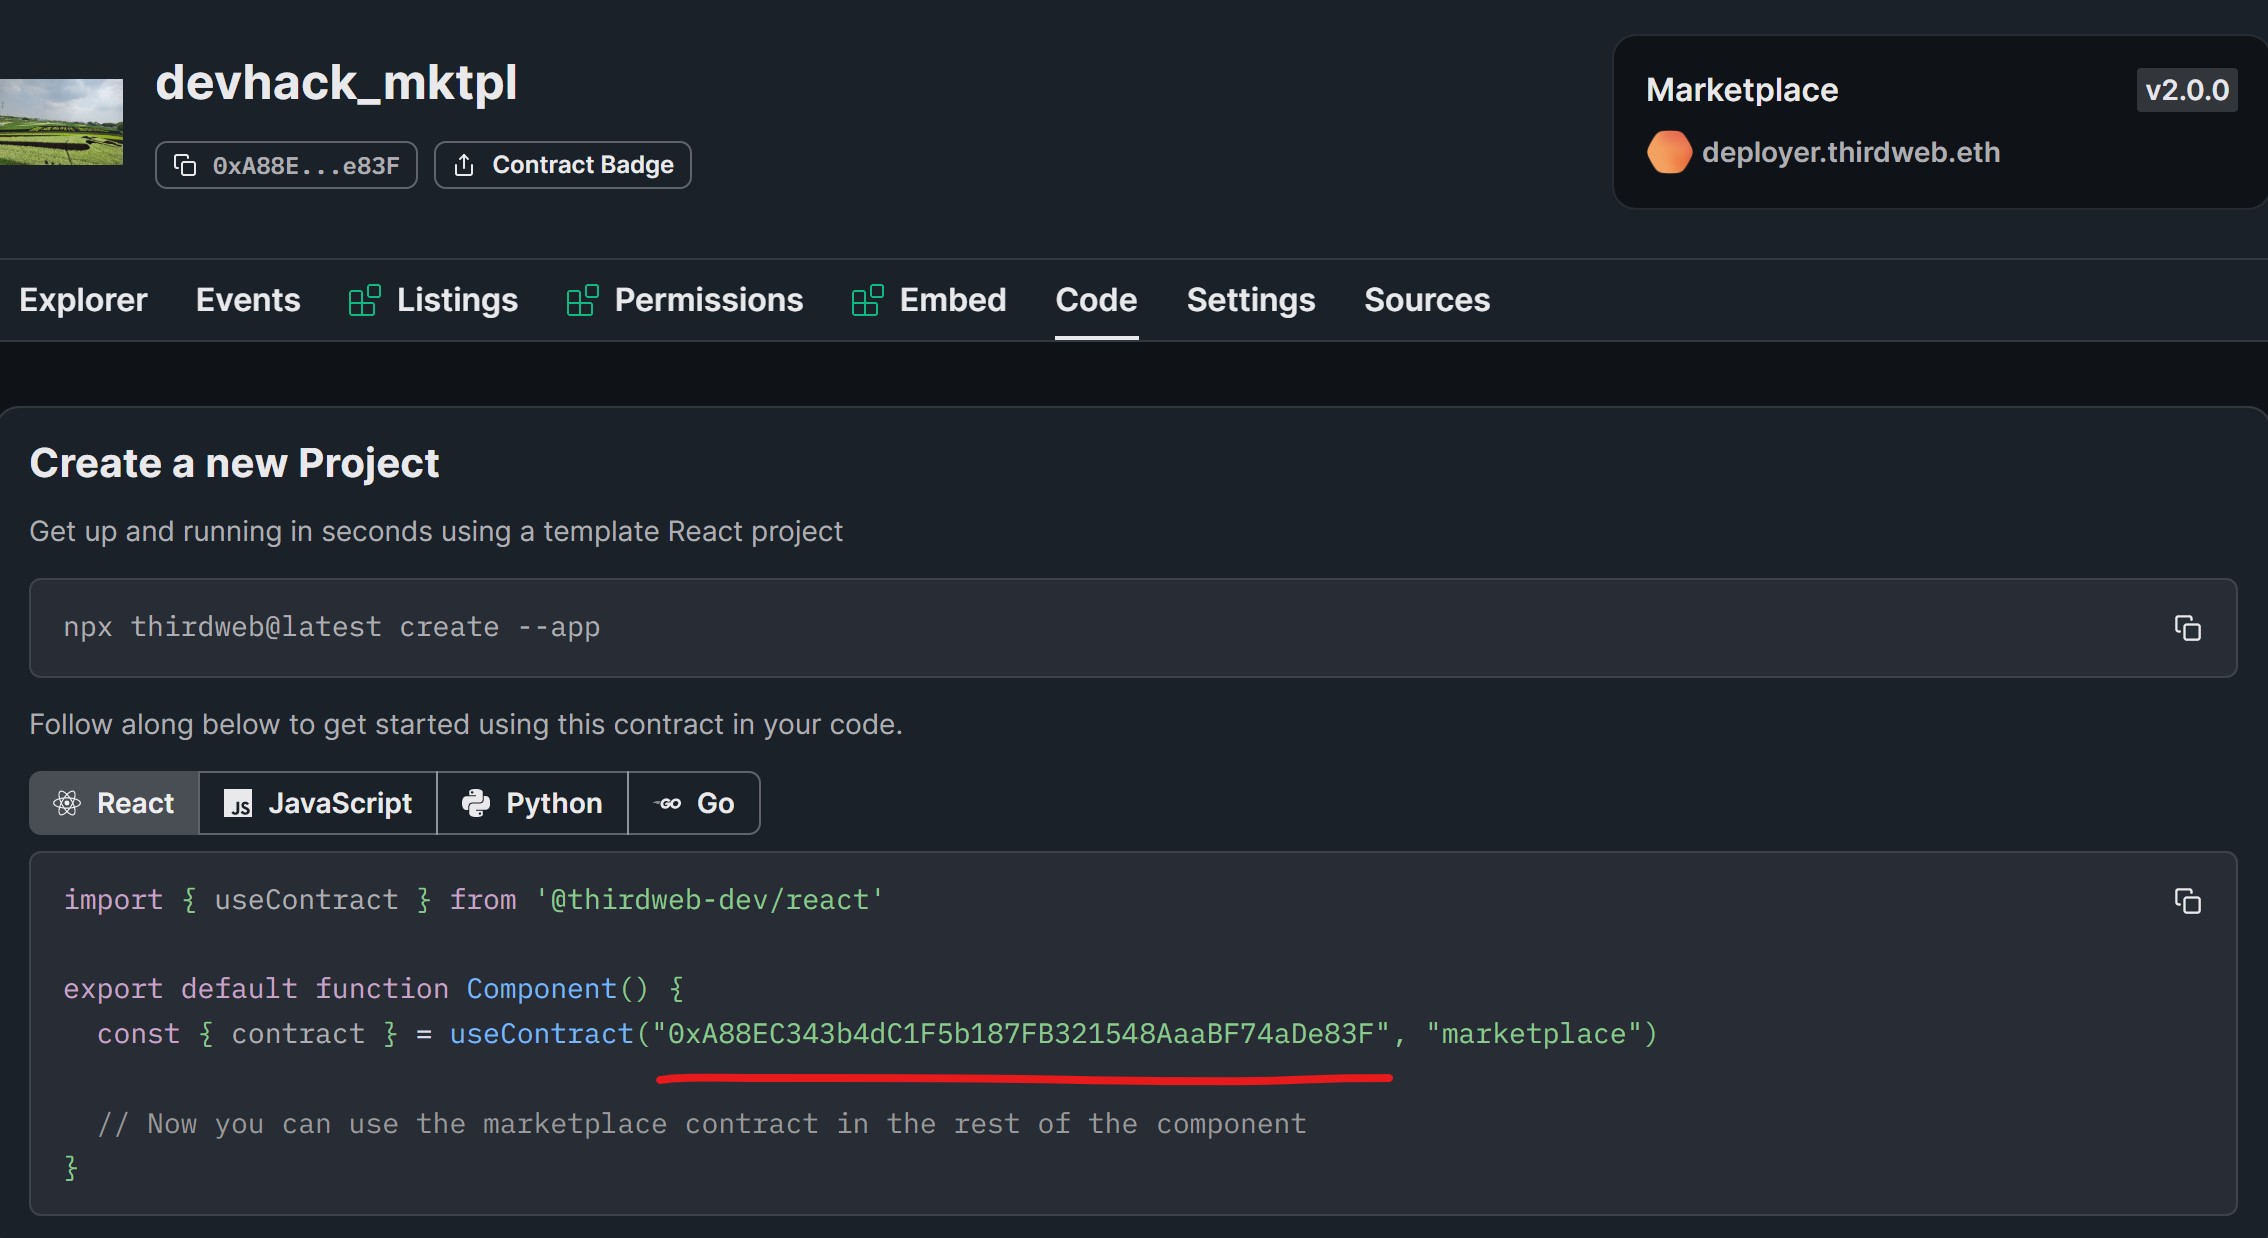 devhack_mktpl
0xA88E...e83F Contract Badge
Marketplace v2.0.0
deployer.thirdweb.eth
Explorer Events Listings Permissions Embed Code Settings Sources
Create a new Project
Get up and running in seconds using a template React project
npx thirdweb@latest create --app
Follow along below to get started using this contract in your code.
React JS JavaScript Python GO Go
import { useContract } from '@thirdweb-dev/react'
export default function Component() {
const { contract } = useContract("0xA88EC343b4dC1F5b187FB321548AaaBF74aDe83F", "marketplace")
// Now you can use the marketplace contract in the rest of the component
}